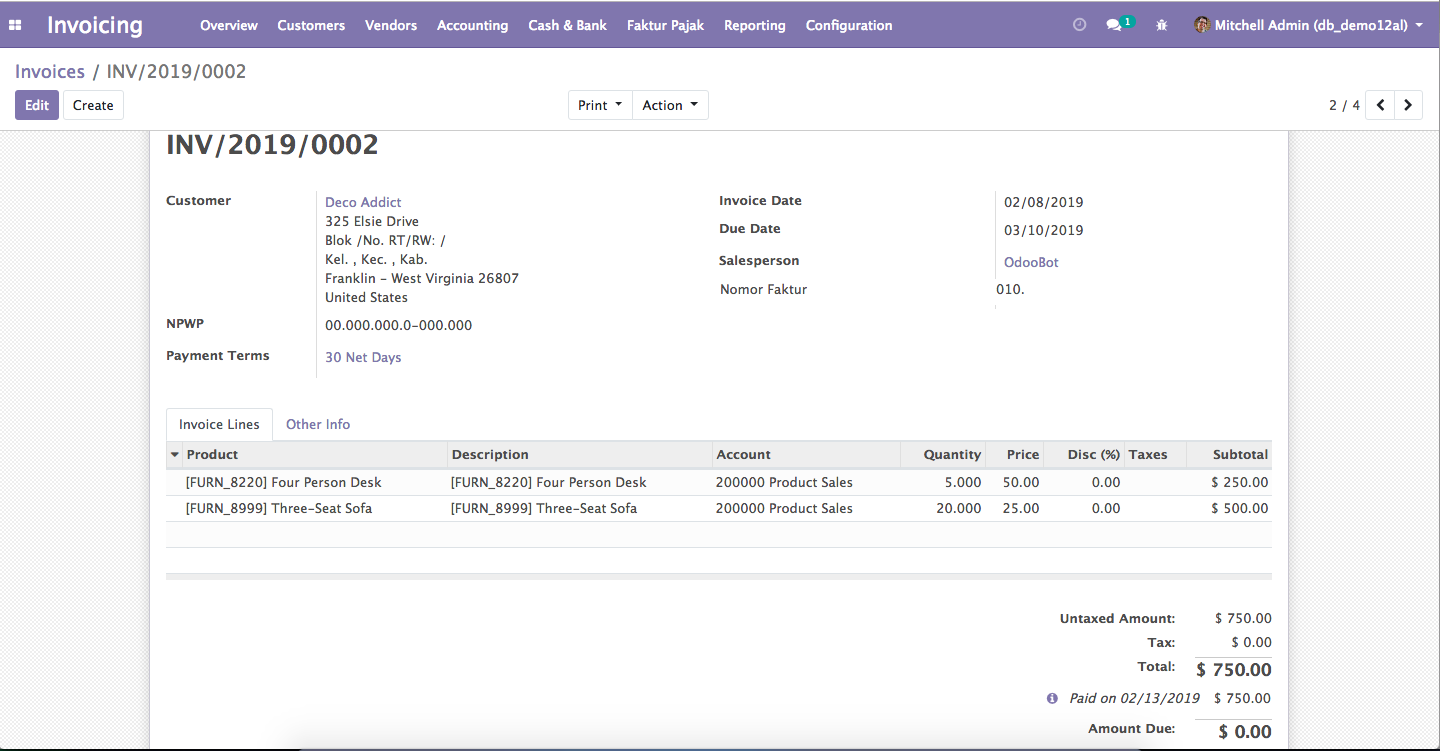 Invoicing Overview Customers Vendors Accounting Cash & Bank Faktur Pajak Reporting Configuration 1 Mitchell Admin (db_demo12al)
Invoices / INV/2019/0002
Edit Create Print Action 2 / 4
INV/2019/0002
Customer Deco Addict
325 Elsie Drive
Blok /No. RT/RW: /
Kel. , Kec. , Kab.
Franklin – West Virginia 26807
United States
NPWP 00.000.000.0-000.000
Payment Terms 30 Net Days
Invoice Date 02/08/2019
Due Date 03/10/2019
Salesperson OdooBot
Nomor Faktur 010.
Invoice Lines Other Info
Product Description Account Quantity Price Disc (%) Taxes Subtotal
[FURN_8220] Four Person Desk [FURN_8220] Four Person Desk 200000 Product Sales 5.000 50.00 0.00 $ 250.00
[FURN_8999] Three-Seat Sofa [FURN_8999] Three-Seat Sofa 200000 Product Sales 20.000 25.00 0.00 $ 500.00
Untaxed Amount: $ 750.00
Tax: $ 0.00
Total: $ 750.00
Paid on 02/13/2019 $ 750.00
Amount Due: $ 0.00